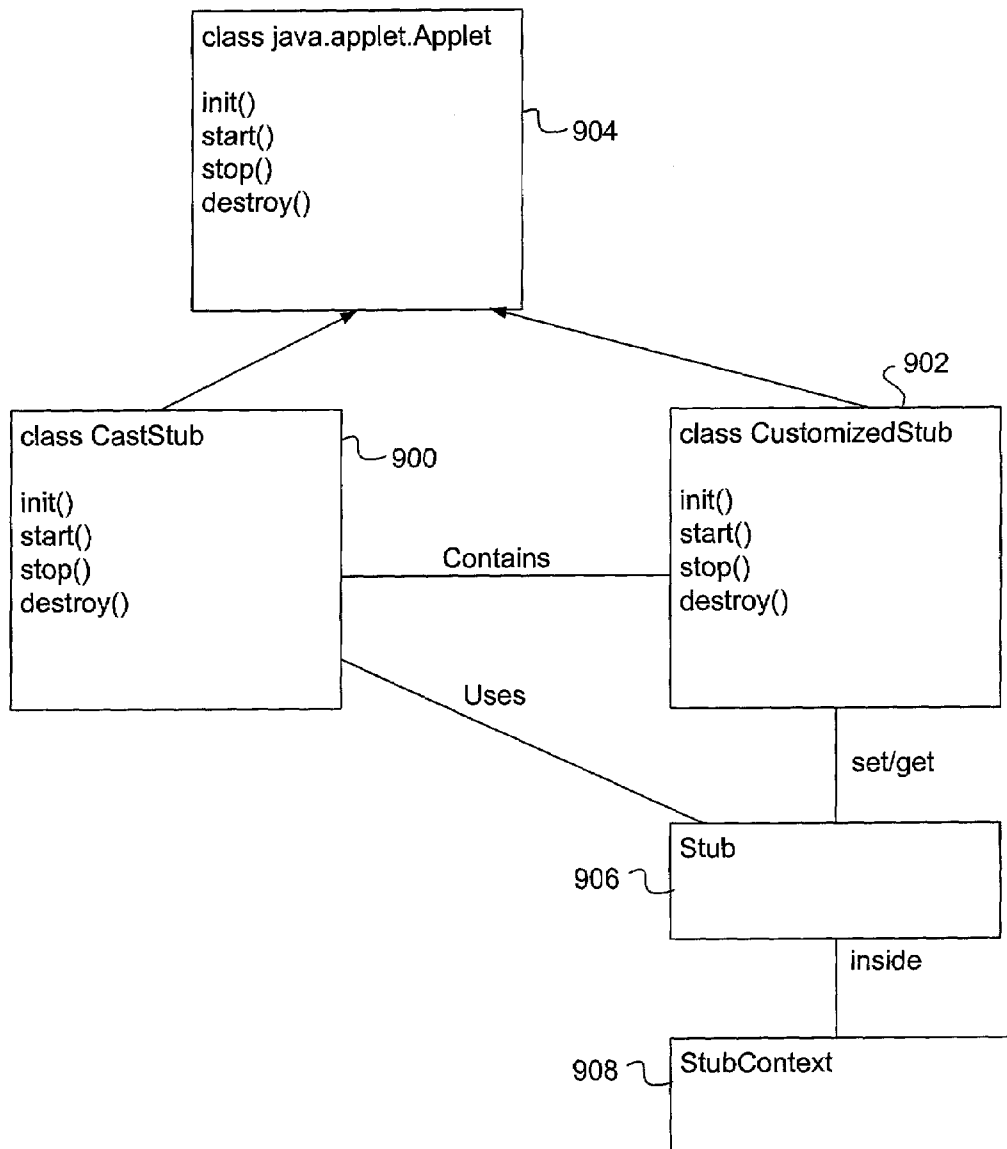 class java.applet.Applet
init()
start()
stop()
destroy()
904
902
class CastStub
init()
start()
stop()
destroy()
900
class CustomizedStub
init()
start()
stop()
destroy()
Contains
Uses
set/get
Stub
906
inside
StubContext
908